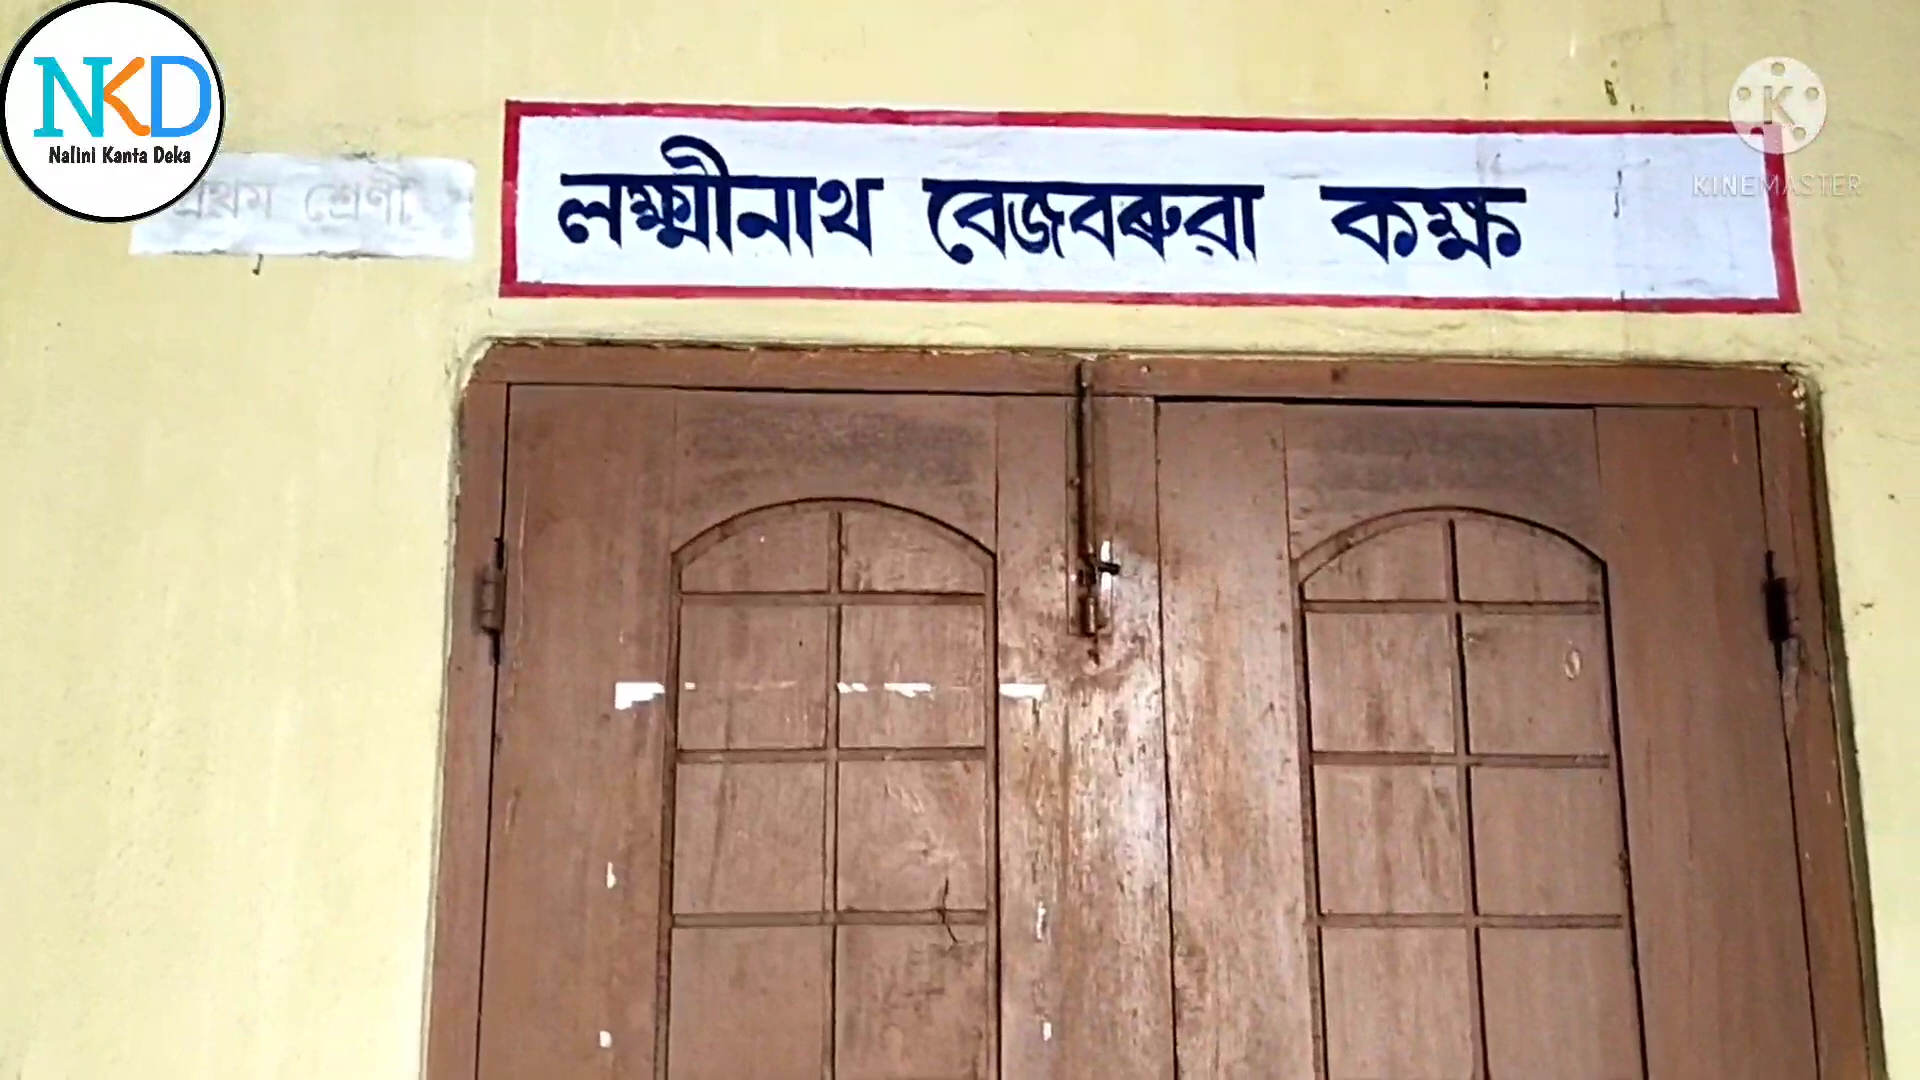 NKD
Nalini Kanta Deka
প্ৰথম শ্ৰেণী
লক্ষ্মীনাথ বেজবৰুৱা কক্ষ
K
KINEMASTER